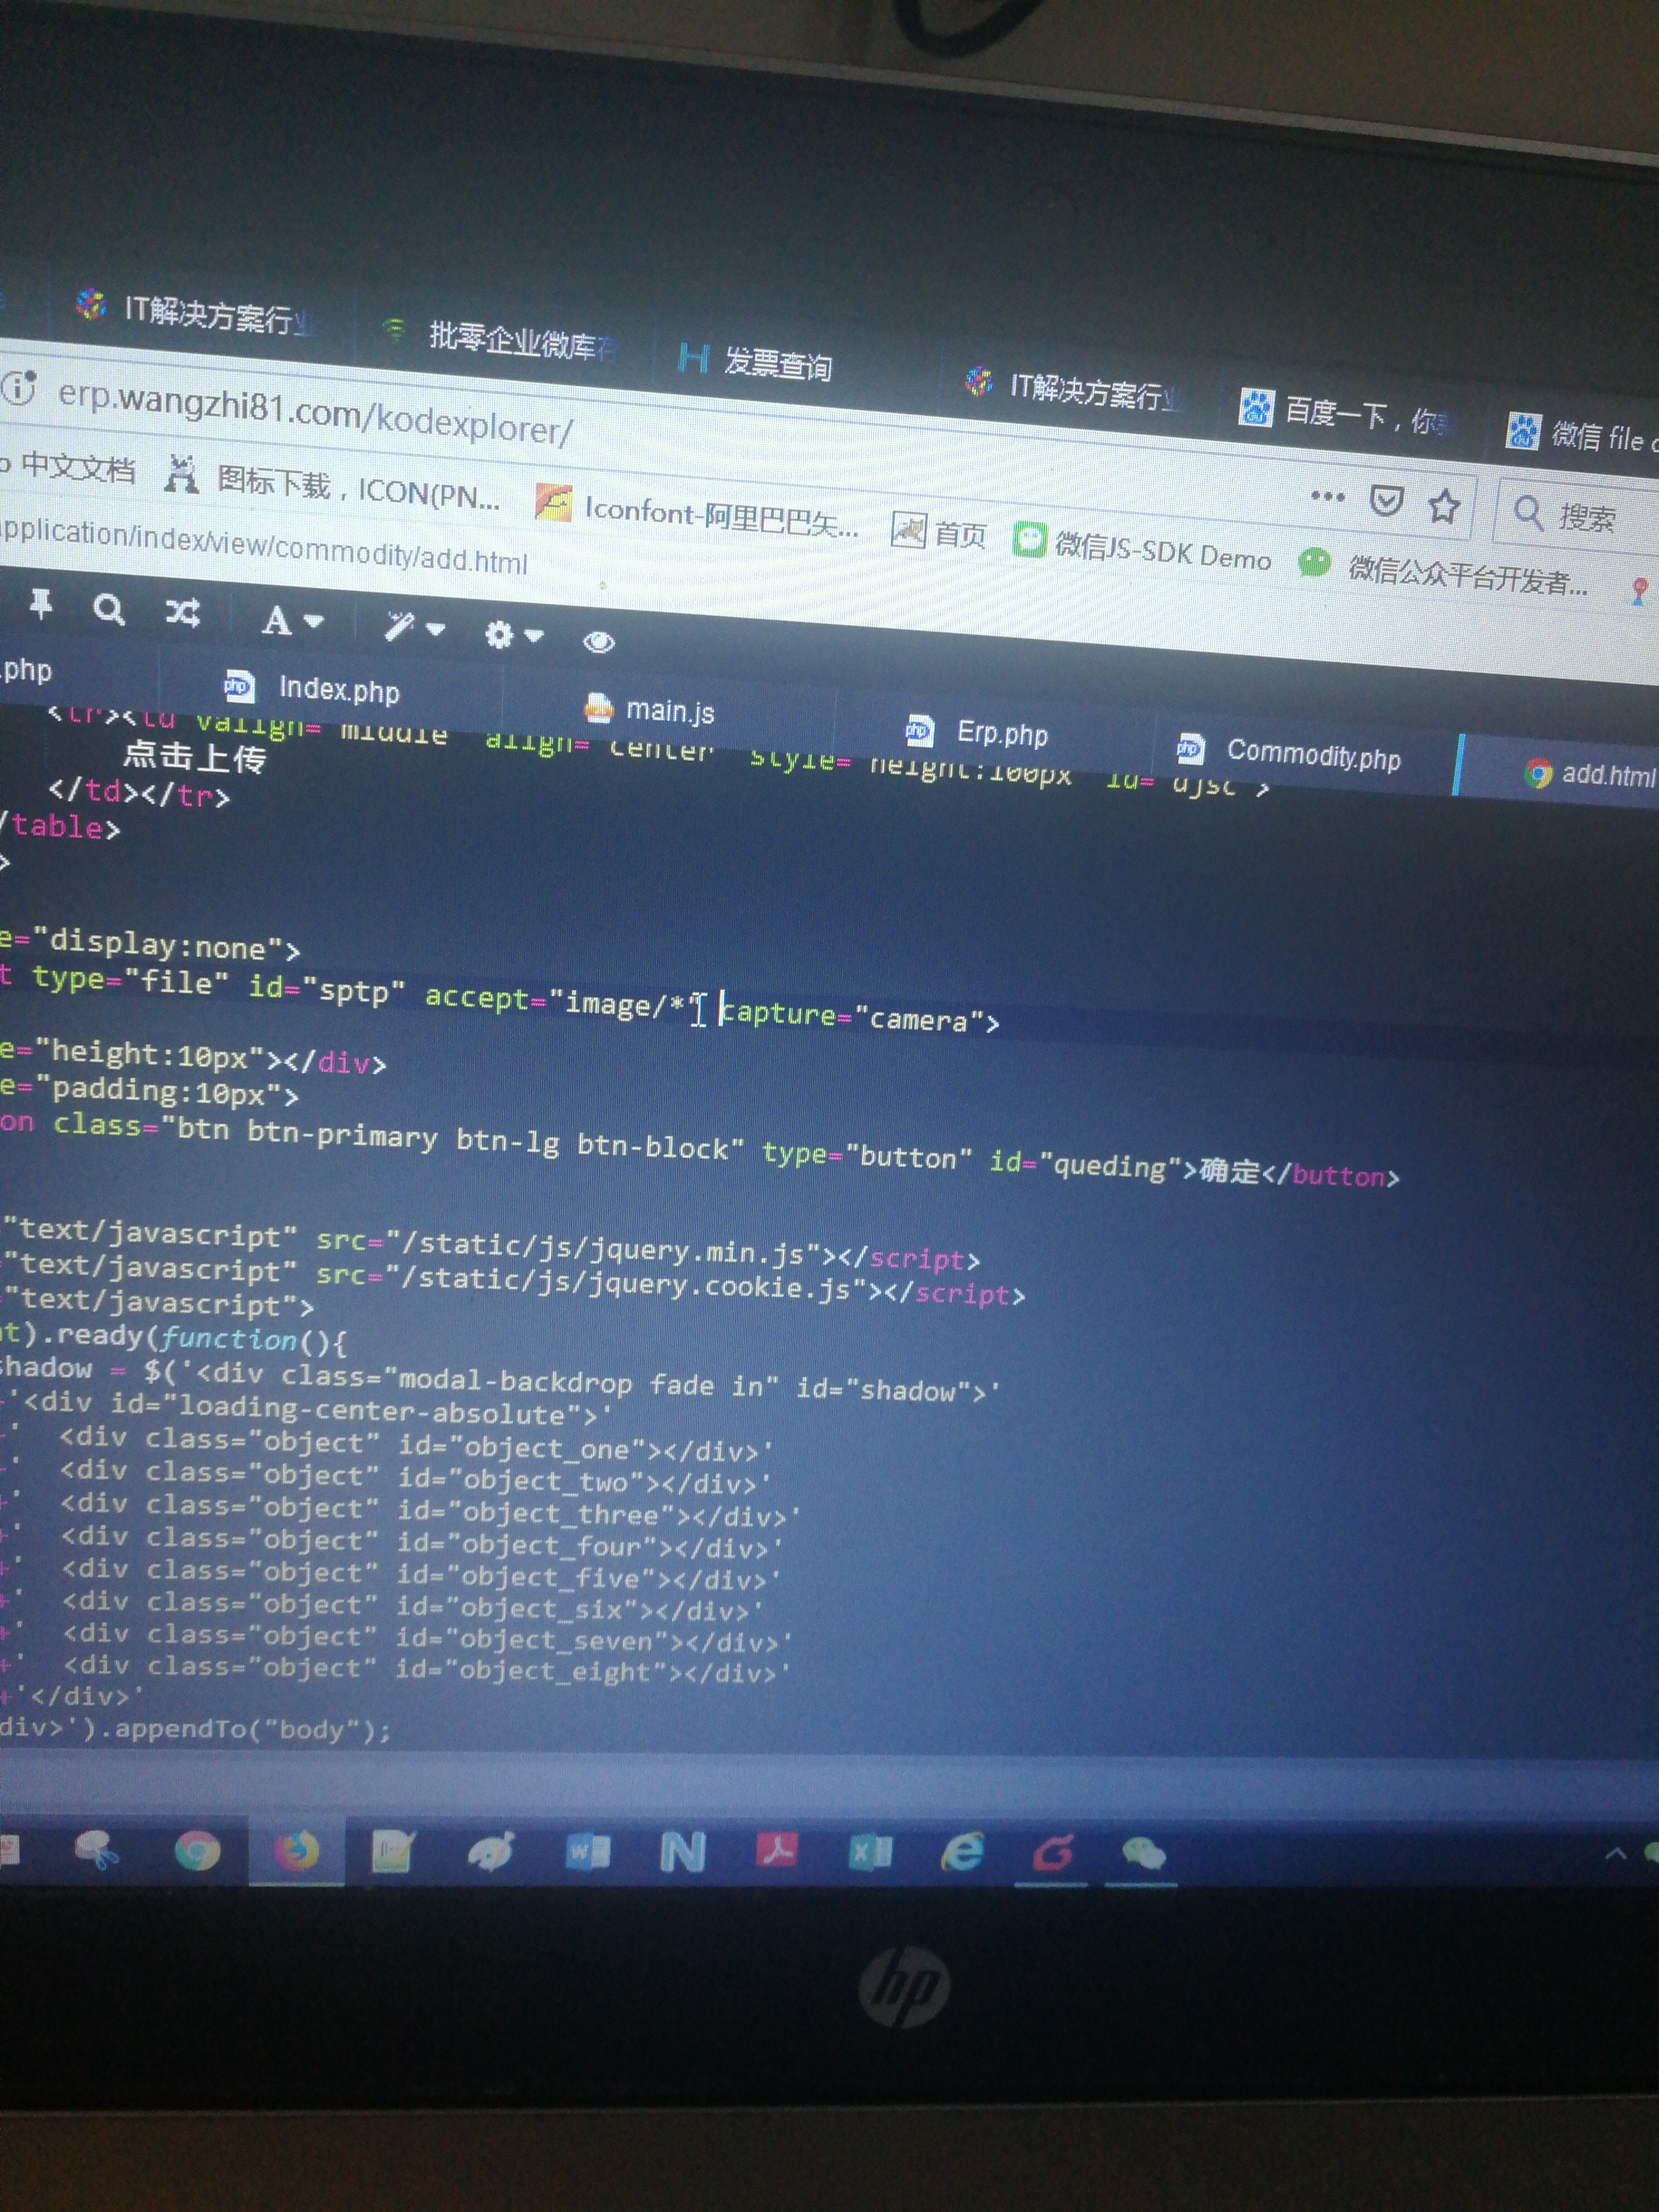 IT解决方案行业
批零企业微库存
发票查询
IT解决方案行业
百度一下，你
微信 file
erp.wangzhi81.com/kodexplorer/
搜索
中文文档
图标下载，ICON(PN...
Iconfont-阿里巴巴矢...
首页
微信JS-SDK Demo
微信公众平台开发者...
application/index/view/commodity/add.html
A
.php
Index.php
main.js
Erp.php
Commodity.php
add.html
<tr><td valign="middle" align="center" style="height:100px" id="djsc">
点击上传
</td></tr>
/table>
>
e="display:none">
t type="file" id="sptp" accept="image/*" capture="camera">
e="height:10px"></div>
e="padding:10px">
on class="btn btn-primary btn-lg btn-block" type="button" id="queding">确定</button>
"text/javascript" src="/static/js/jquery.min.js"></script>
"text/javascript" src="/static/js/jquery.cookie.js"></script>
="text/javascript">
nt).ready(function(){
shadow = $('<div class="modal-backdrop fade in" id="shadow">'
'<div id="loading-center-absolute">'
' <div class="object" id="object_one"></div>'
' <div class="object" id="object_two"></div>'
+' <div class="object" id="object_three"></div>'
+' <div class="object" id="object_four"></div>'
+' <div class="object" id="object_five"></div>'
+' <div class="object" id="object_six"></div>'
+' <div class="object" id="object_seven"></div>'
+' <div class="object" id="object_eight"></div>'
+'</div>'
div>').appendTo("body");
hp